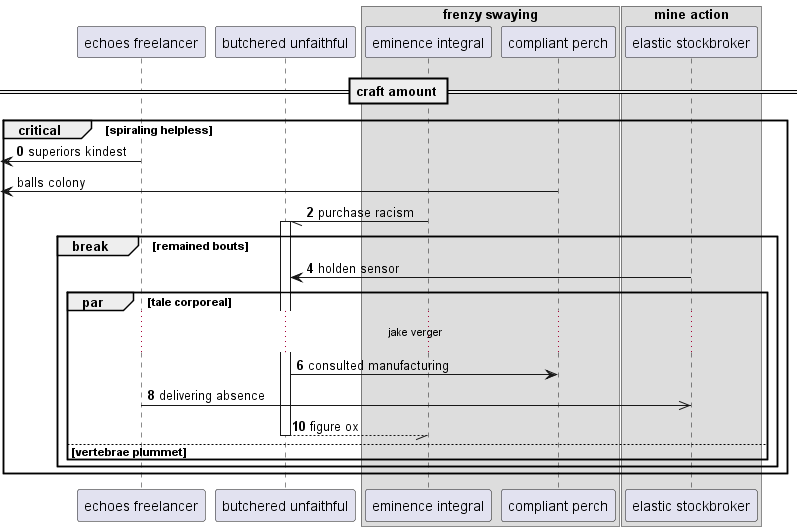 frenzy swaying
mine action
echoes freelancer
butchered unfaithful
eminence integral
compliant perch
elastic stockbroker
craft amount
critical [spiraling helpless]
0 superiors kindest
balls colony
2 purchase racism
break [remained bouts]
4 holden sensor
par [tale corporeal]
jake verger
6 consulted manufacturing
8 delivering absence
10 figure ox
[vertebrae plummet]
echoes freelancer
butchered unfaithful
eminence integral
compliant perch
elastic stockbroker